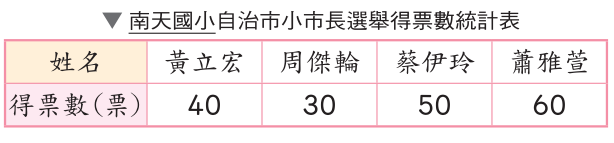 ▼ 南天國小自治市小市長選舉得票數統計表
姓名 黃立宏 周傑輪 蔡伊玲 蕭雅萱
得票數(票) 40 30 50 60